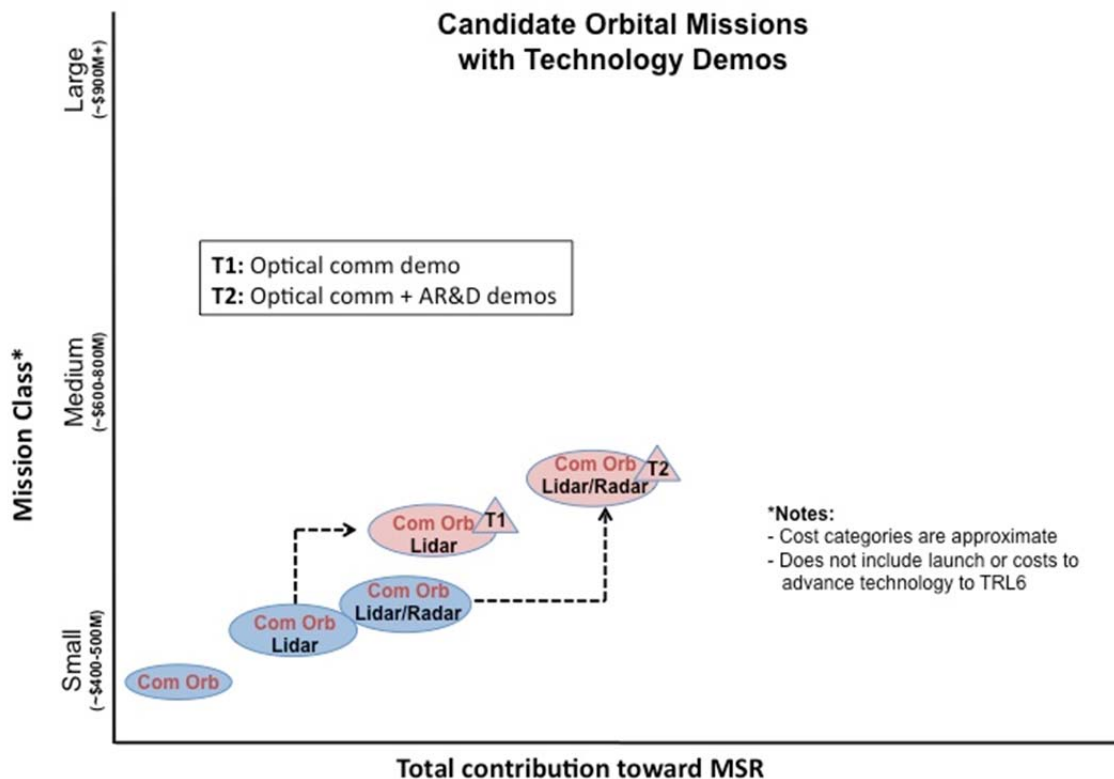 Candidate Orbital Missions
with Technology Demos
Large
(~$900M+)
T1: Optical comm demo
T2: Optical comm + AR&D demos
Medium
(~$600-800M)
Mission Class*
Com Orb
Lidar/Radar
T2
Com Orb
Lidar
T1
*Notes:
- Cost categories are approximate
- Does not include launch or costs to
advance technology to TRL6
Com Orb
Lidar/Radar
Com Orb
Lidar
Small
(~$400-500M)
Com Orb
Total contribution toward MSR